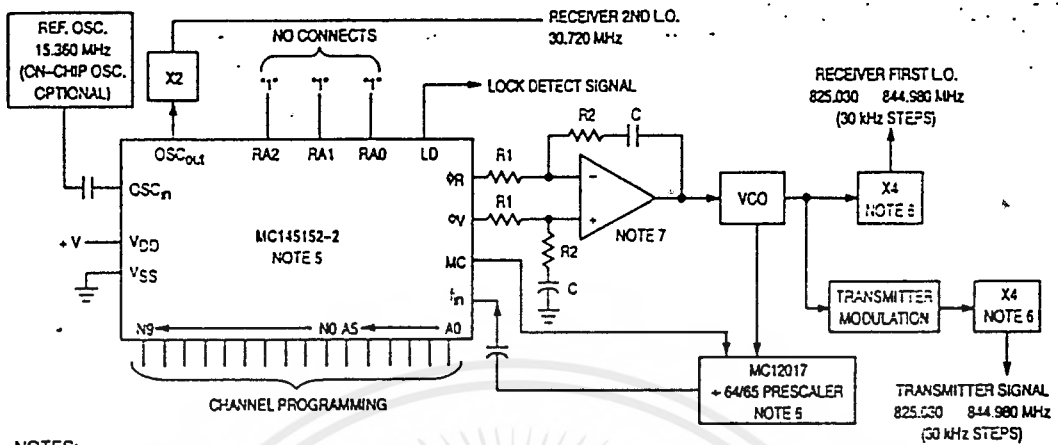 REF. OSC.
15.360 MHz
(ON-CHIP OSC.
OPTIONAL)
X2
NO CONNECTS
"1" "1" "1"
RECEIVER 2ND L.O.
30.720 MHz
LOCK DETECT SIGNAL
RECEIVER FIRST L.O.
825.030 844.980 MHz
(30 kHz STEPS)
OSCout RA2 RA1 RA0 LD
OSCin
+V VDD
VSS
MC145152-2
NOTE 5
ϕR
ϕV
MC
fin
N9 N0 A5 A0
CHANNEL PROGRAMMING
R1
R1
R2 C
−
+
NOTE 7
R2
C
VCO
X4
NOTE 6
TRANSMITTER
MODULATION
X4
NOTE 6
MC12017
÷ 64/65 PRESCALER
NOTE 5
TRANSMITTER SIGNAL
825.030 844.980 MHz
(30 kHz STEPS)
NOTES: